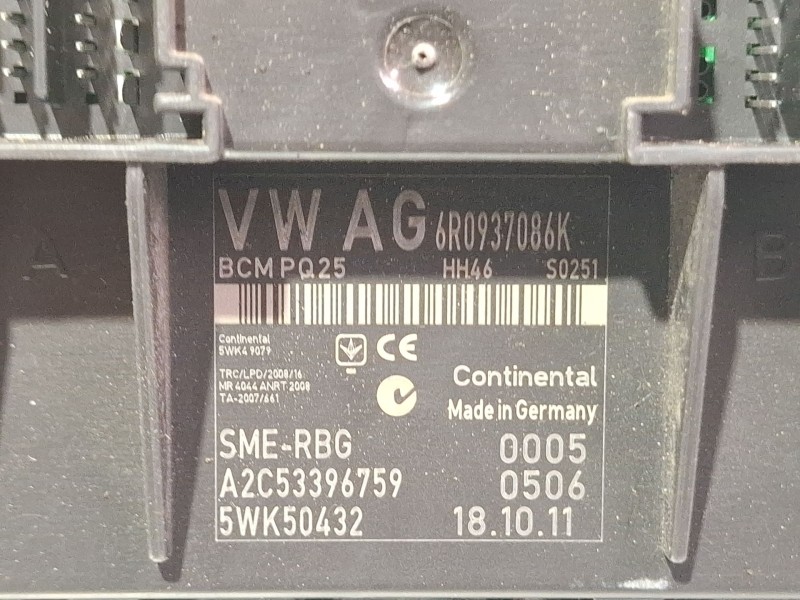 A
B
VW AG 6R0937086K
BCM PQ25 HH46 S0251
Continental
5WK4 9079
CE
TRC/LPD/2008/16
MR 4044 ANRT 2008
TA-2007/661
Continental
Made in Germany
SME-RBG 0005
A2C53396759 0506
5WK50432 18.10.11